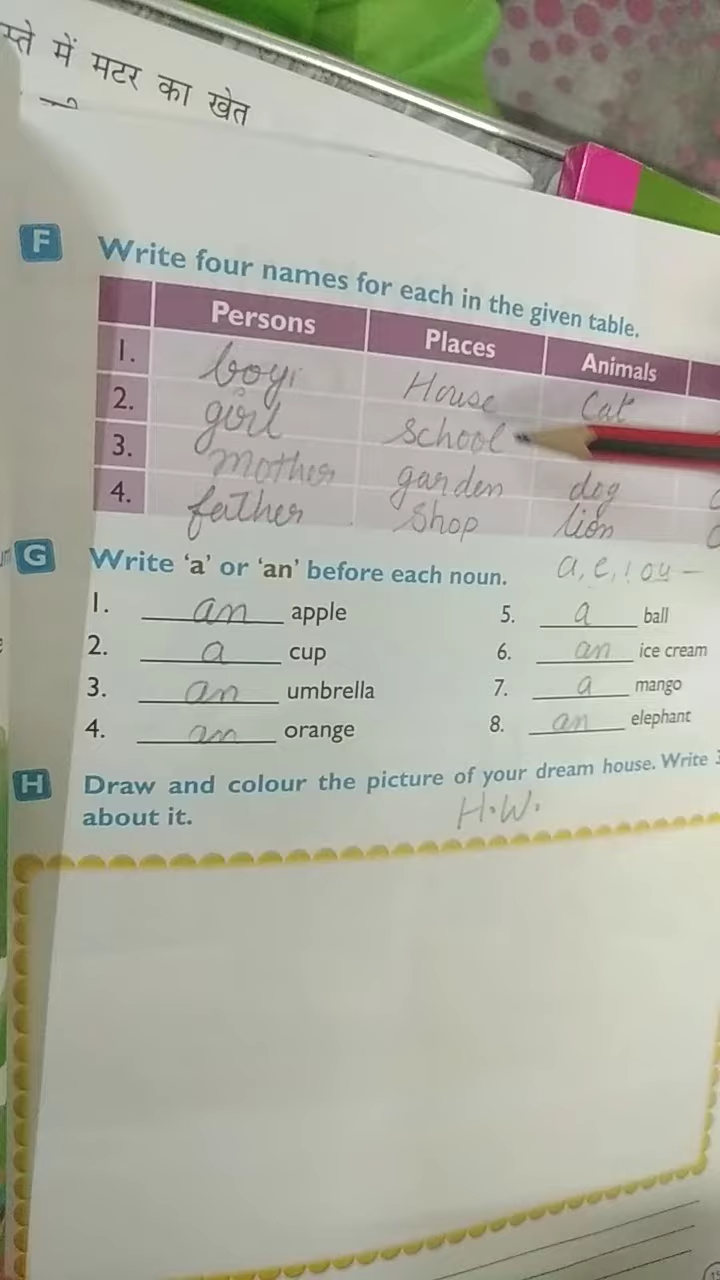 स्ते में मटर का खेत
F Write four names for each in the given table.
Persons Places Animals
1. boy House Cat
2. girl school
3. mother garden dog
4. father shop lion
G Write ‘a’ or ‘an’ before each noun.
a, e, i o u –
1. an apple 5. a ball
2. a cup 6. an ice cream
3. an umbrella 7. a mango
4. an orange 8. an elephant
H Draw and colour the picture of your dream house. Write
about it. H.W.